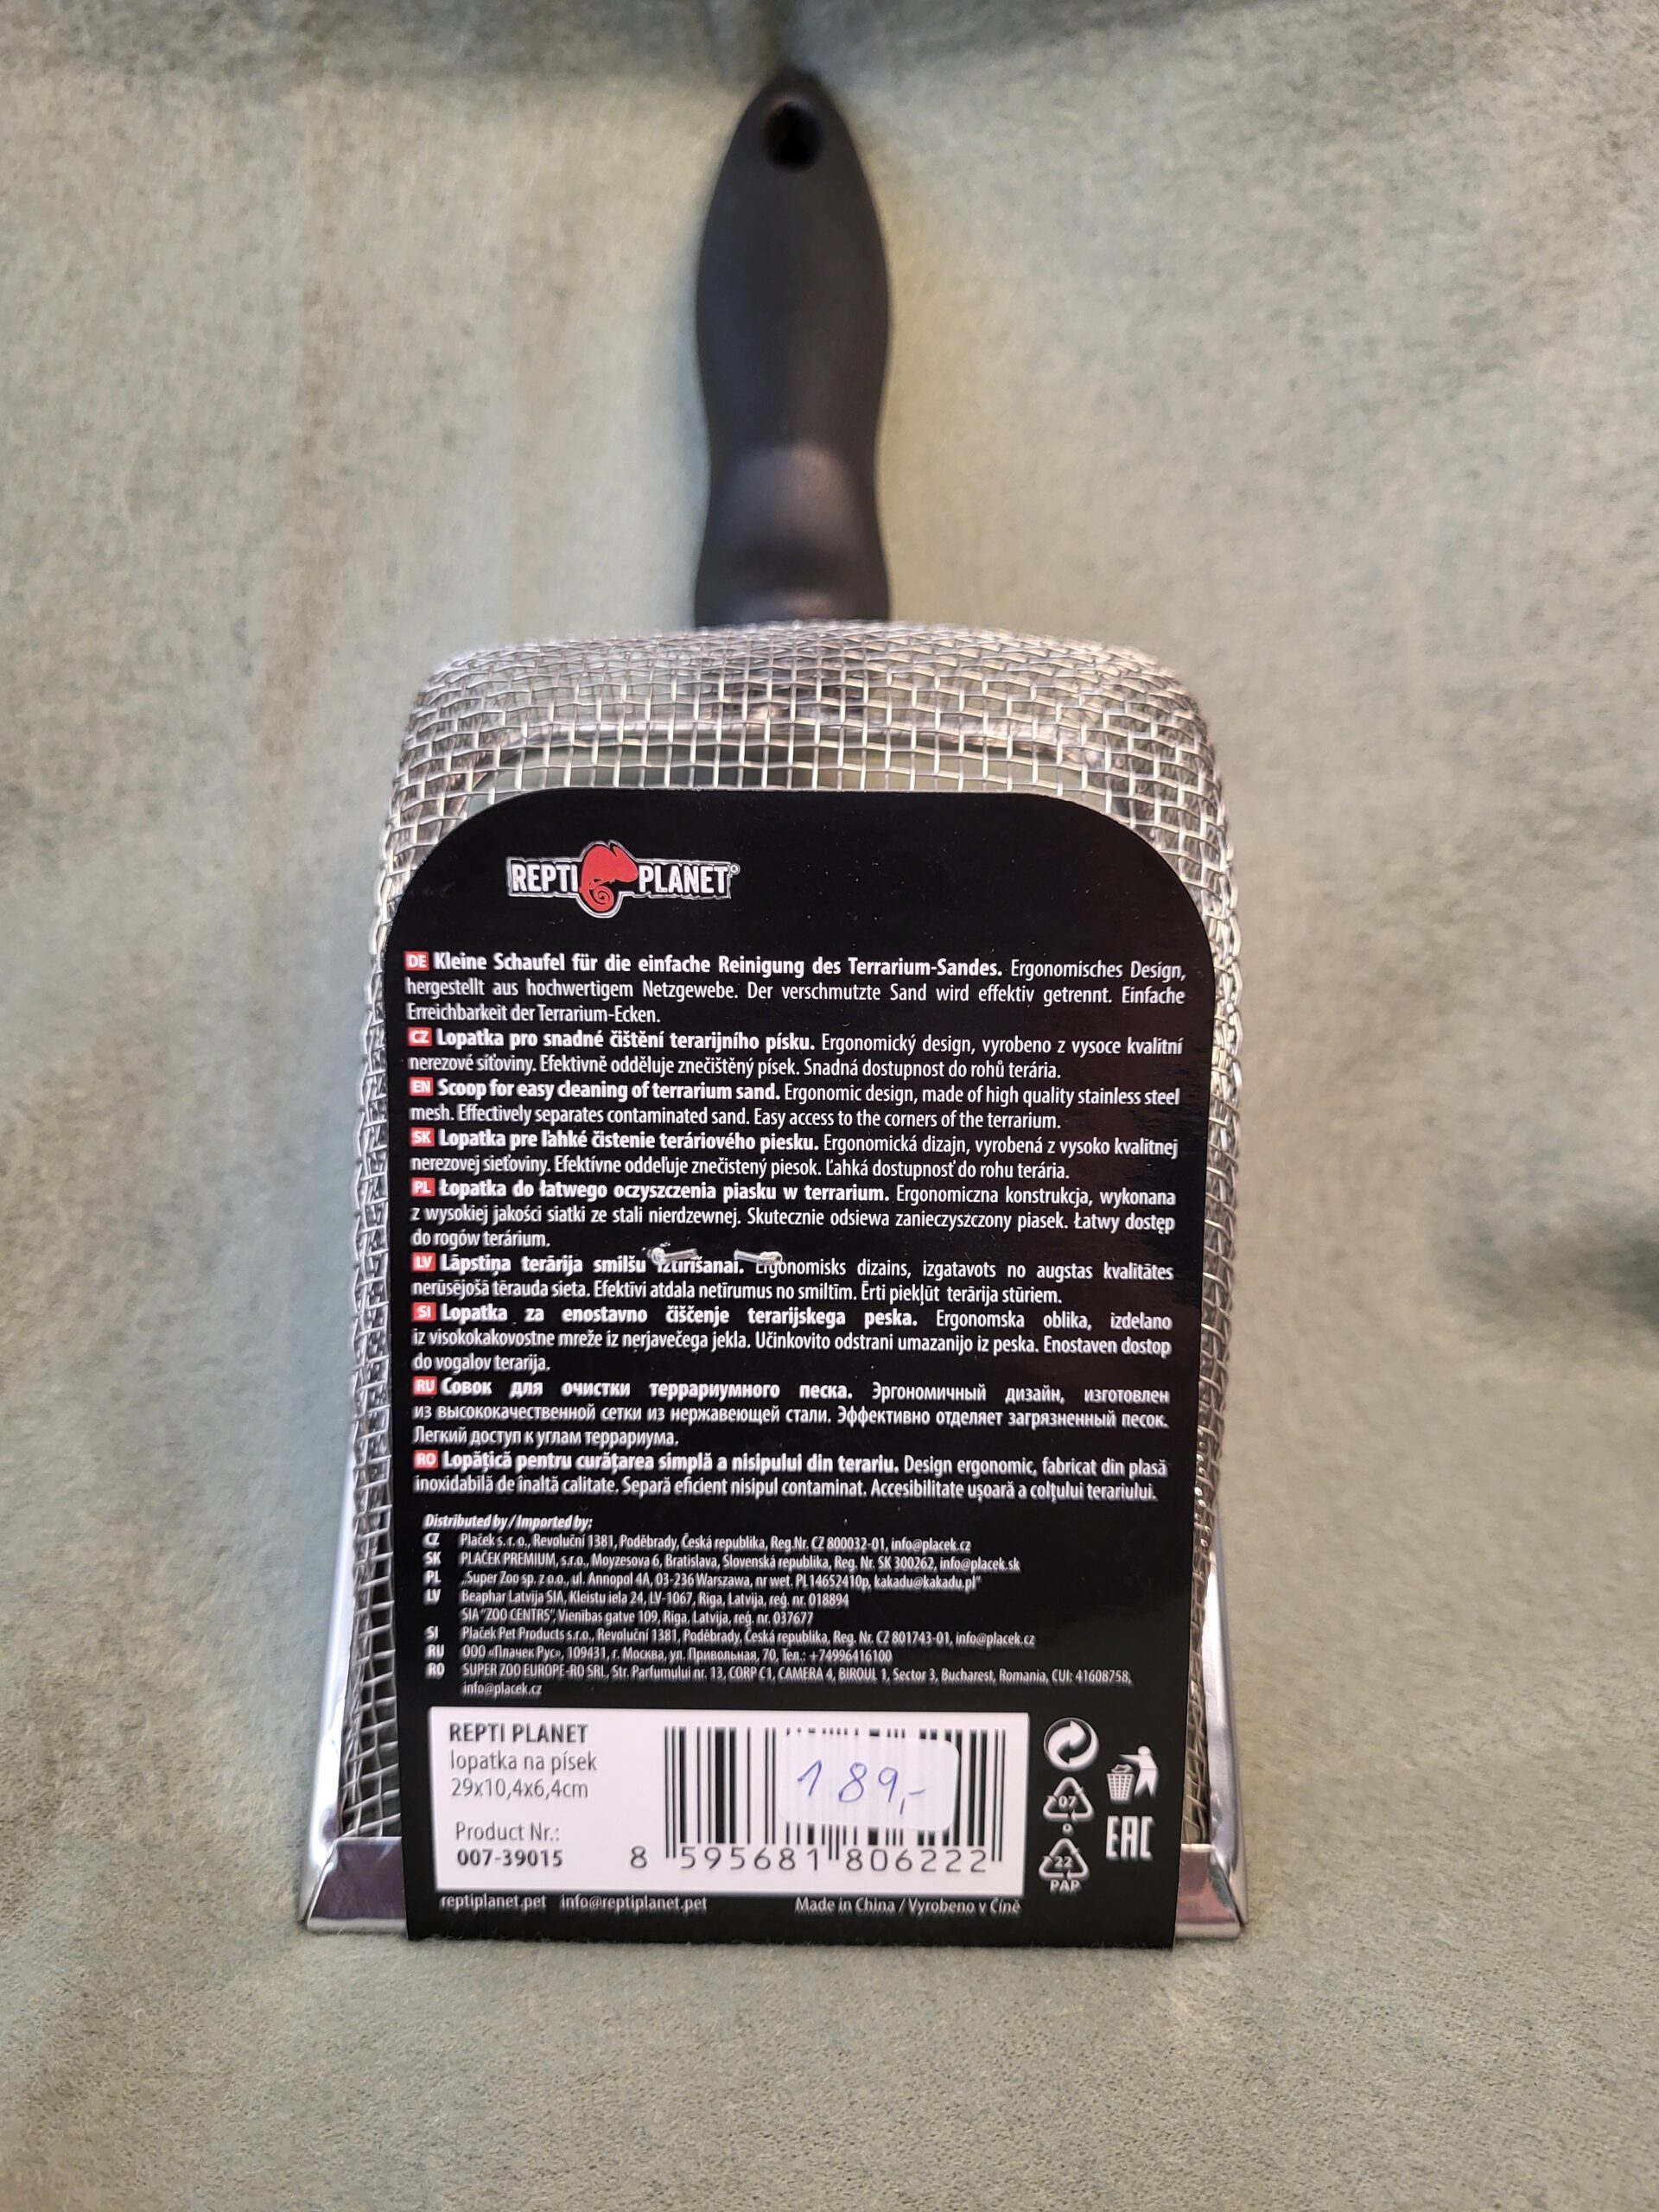 REPTI PLANET
DE Kleine Schaufel für die einfache Reinigung des Terrarium-Sandes. Ergonomisches Design,
hergestellt aus hochwertigem Netzgewebe. Der verschmutzte Sand wird effektiv getrennt. Einfache
Erreichbarkeit der Terrarium-Ecken.
CZ Lopatka pro snadné čištění terarijního písku. Ergonomický design, vyrobeno z vysoce kvalitní
nerezové síťoviny. Efektivně odděluje znečištěný písek. Snadná dostupnost do rohů terária.
EN Scoop for easy cleaning of terrarium sand. Ergonomic design, made of high quality stainless steel
mesh. Effectively separates contaminated sand. Easy access to the corners of the terrarium.
SK Lopatka pre ľahké čistenie teráriového piesku. Ergonomická dizajn, vyrobená z vysoko kvalitnej
nerezovej sieťoviny. Efektívne oddeľuje znečistený piesok. Ľahká dostupnosť do rohu terária.
PL Łopatka do łatwego oczyszczenia piasku w terrarium. Ergonomiczna konstrukcja, wykonana
z wysokiej jakości siatki ze stali nierdzewnej. Skutecznie odsiewa zanieczyszczony piasek. Łatwy dostęp
do rogów terárium.
LV Lāpstiņa terārija smilšu iztīrīšanai. Ergonomisks dizains, izgatavots no augstas kvalitātes
nerūsējošā tērauda sieta. Efektīvi atdala netīrumus no smiltīm. Ērti piekļūt terārija stūriem.
SI Lopatka za enostavno čiščenje terarijskega peska. Ergonomska oblika, izdelano
iz visokokakovostne mreže iz nerjavečega jekla. Učinkovito odstrani umazanijo iz peska. Enostaven dostop
do vogalov terarija.
RU Совок для очистки террариумного песка. Эргономичный дизайн, изготовлен
из высококачественной сетки из нержавеющей стали. Эффективно отделяет загрязненный песок.
Легкий доступ к углам террариума.
RO Lopățică pentru curățarea simplă a nisipului din terariu. Design ergonomic, fabricat din plasă
inoxidabilă de înaltă calitate. Separă eficient nisipul contaminat. Accesibilitate ușoară a colțului terariului.
Distributed by / Imported by:
CZ Plaček s. r. o., Revoluční 1381, Poděbrady, Česká republika, Reg.Nr. CZ 800032-01, info@placek.cz
SK PLAČEK PREMIUM, s.r.o., Moyzesova 6, Bratislava, Slovenská republika, Reg. Nr. SK 300262, info@placek.sk
PL „Super Zoo sp. z o.o., ul. Annopol 4A, 03-236 Warszawa, nr wet. PL14652410p, kakadu@kakadu.pl"
LV Beaphar Latvija SIA, Kleistu iela 24, LV-1067, Riga, Latvija, reģ. nr. 018894
SIA "ZOO CENTRS", Vienibas gatve 109, Riga, Latvija, reģ. nr. 037677
SI Plaček Pet Products s.r.o., Revoluční 1381, Poděbrady, Česká republika, Reg. Nr. CZ 801743-01, info@placek.cz
RU ООО «Плачек Рус», 109431, г. Москва, ул. Привольная, 70, Тел.: +74996416100
RO SUPER ZOO EUROPE-RO SRL, Str. Parfumului nr. 13, CORP C1, CAMERA 4, BIROUL 1, Sector 3, Bucharest, Romania, CUI: 41608758,
info@placek.cz
REPTI PLANET
lopatka na písek
29x10,4x6,4cm
Product Nr.:
007-39015
189,-
8 595681 806222
07
22
PAP
EAC
reptiplanet.pet info@reptiplanet.pet Made in China / Vyrobeno v Číně